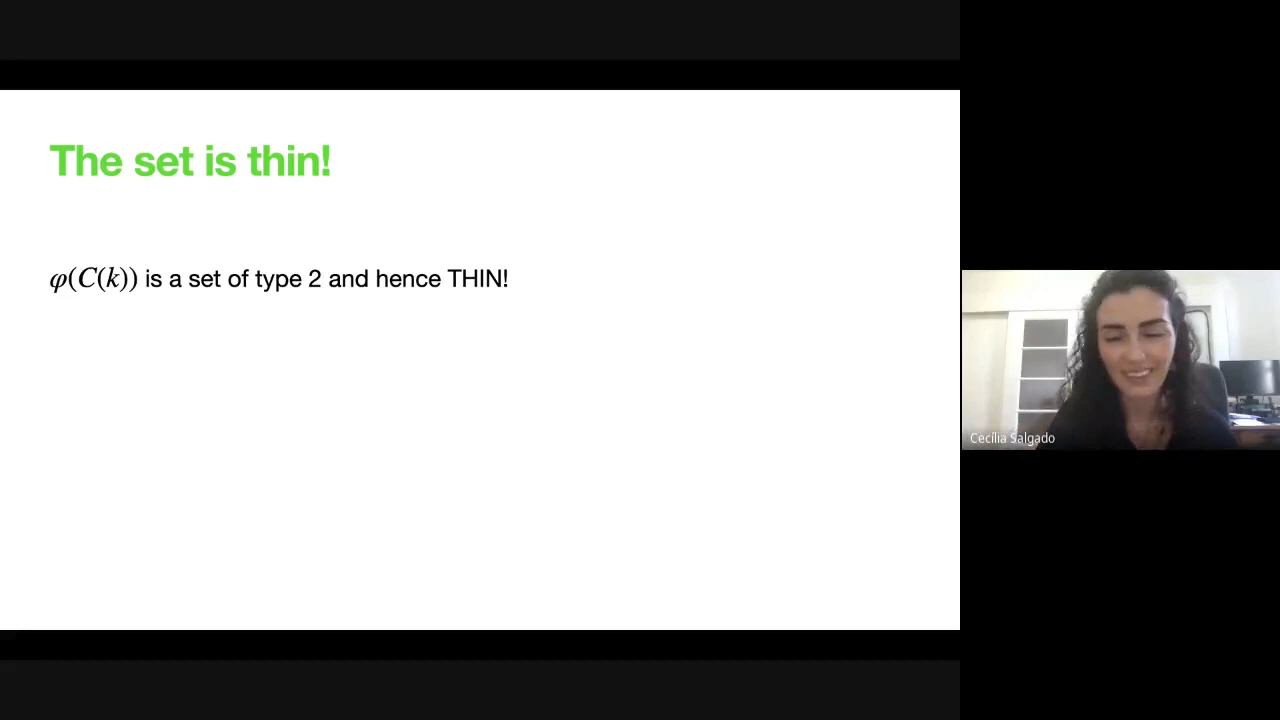 The set is thin!
φ(C(k)) is a set of type 2 and hence THIN!
Cecília Salgado